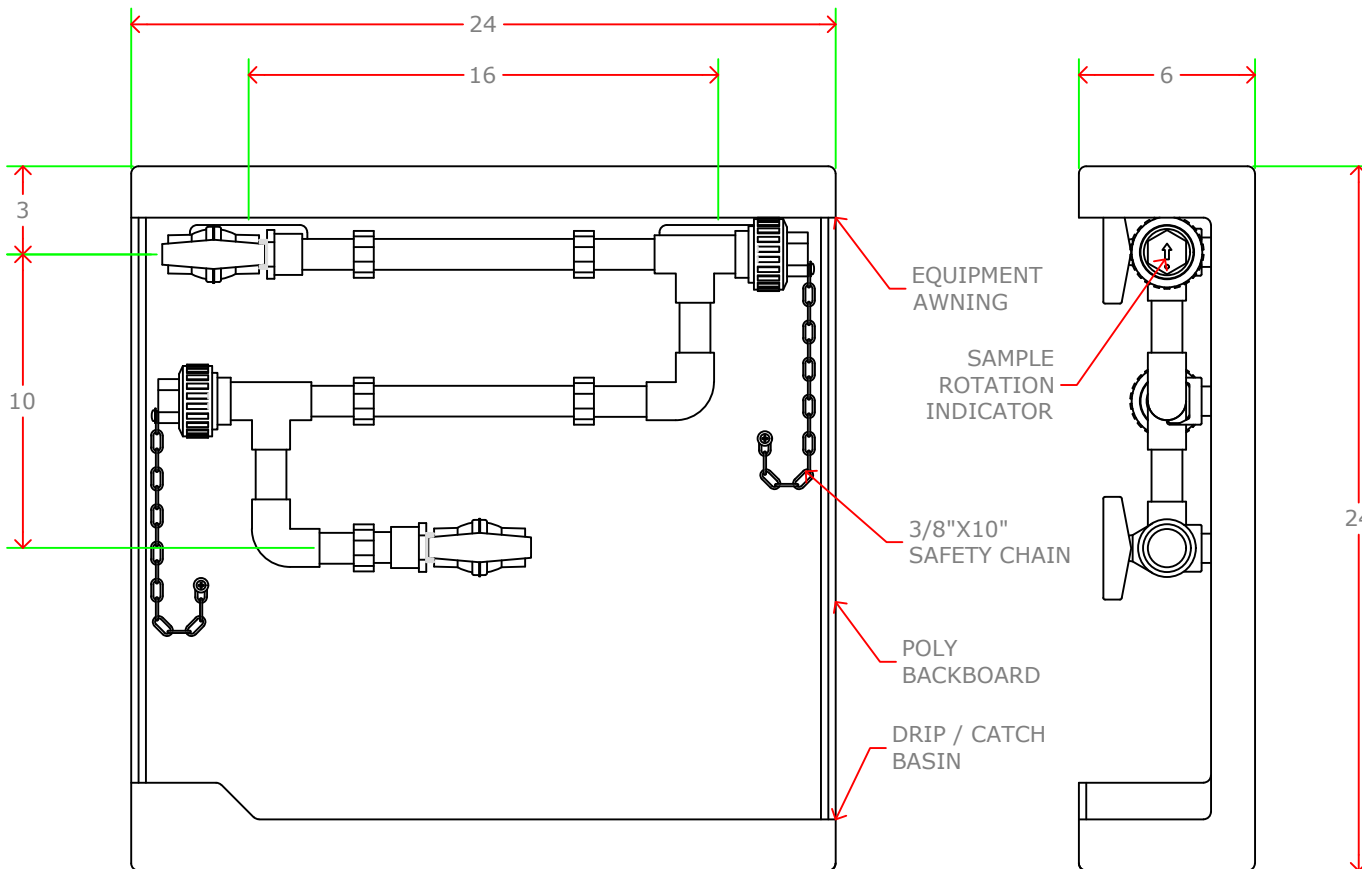 24
16
6
3
10
EQUIPMENT
AWNING
SAMPLE
ROTATION
INDICATOR
3/8"X10"
SAFETY CHAIN
24
POLY
BACKBOARD
DRIP / CATCH
BASIN